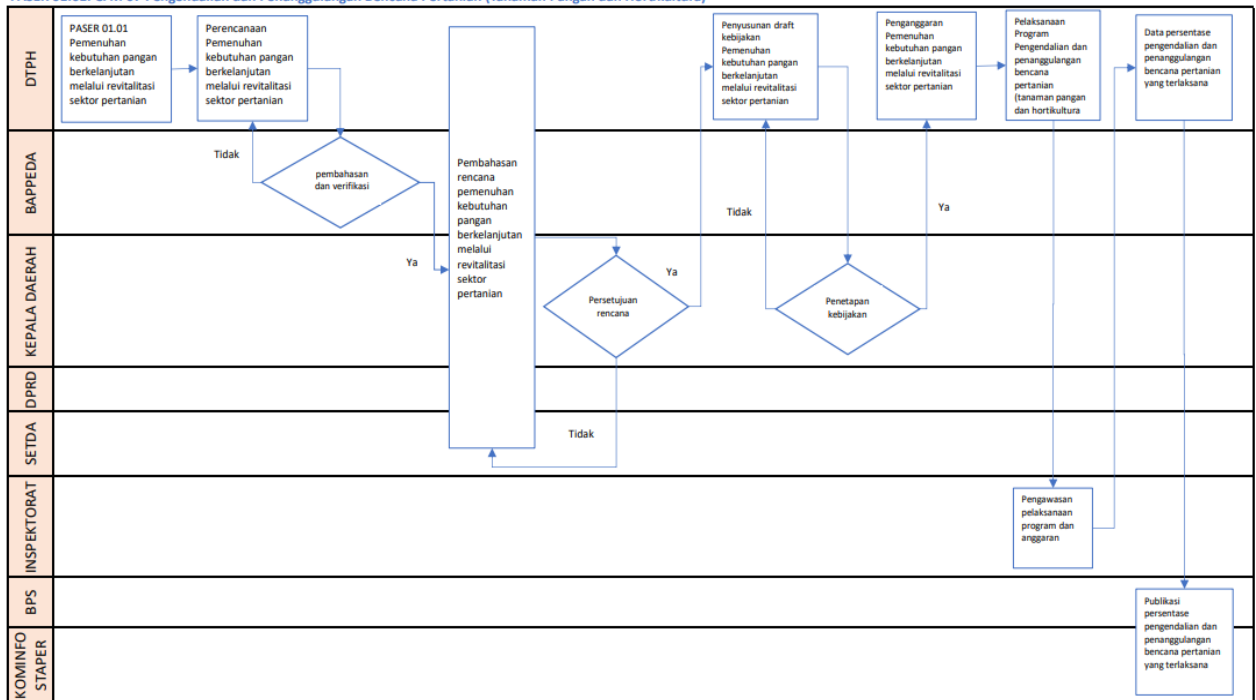 DTPH
PASER 01.01
Pemenuhan
kebutuhan pangan
berkelanjutan
melalui revitalisasi
sektor pertanian
Perencanaan
Pemenuhan
kebutuhan pangan
berkelanjutan
melalui revitalisasi
sektor pertanian
Penyusunan draft
kebijakan
Pemenuhan
kebutuhan pangan
berkelanjutan
melalui revitalisasi
sektor pertanian
Penganggaran
Pemenuhan
kebutuhan pangan
berkelanjutan
melalui revitalisasi
sektor pertanian
Pelaksanaan
Program
Pengendalian dan
penanggulangan
bencana
pertanian
(tanaman pangan
dan hortikultura
Data persentase
pengendalian dan
penanggulangan
bencana pertanian
yang terlaksana
BAPPEDA
Tidak
pembahasan
dan verifikasi
Ya
Pembahasan
rencana
pemenuhan
kebutuhan
pangan
berkelanjutan
melalui
revitalitasi
sektor
pertanian
Tidak
Ya
KEPALA DAERAH
Persetujuan
rencana
Ya
Penetapan
kebijakan
DPRD
SETDA
Tidak
INSPEKTORAT
Pengawasan
pelaksanaan
program dan
anggaran
BPS
Publikasi
persentase
pengendalian dan
penanggulangan
bencana pertanian
yang terlaksana
KOMINFO
STAPER